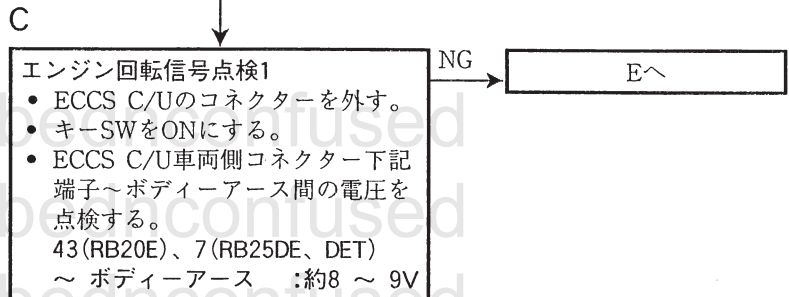 C
エンジン回転信号点検1
• ECCS C/Uのコネクターを外す。
• キーSWをONにする。
• ECCS C/U車両側コネクター下記
端子～ボディーアース間の電圧を
点検する。
43(RB20E)、7(RB25DE、DET)
～ ボディーアース :約8 ～ 9V
NG
Eへ
bednconfused
bednconfused
bednconfused